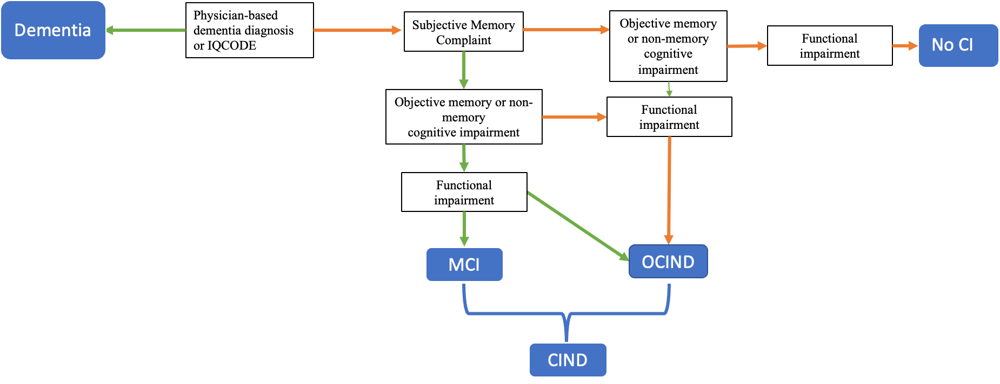 Dementia
Physician-based
dementia diagnosis
or IQCODE
Subjective Memory
Complaint
Objective memory
or non-memory
cognitive
impairment
Functional
impairment
No CI
Objective memory or non-
memory
cognitive impairment
Functional
impairment
Functional
impairment
MCI
OCIND
CIND